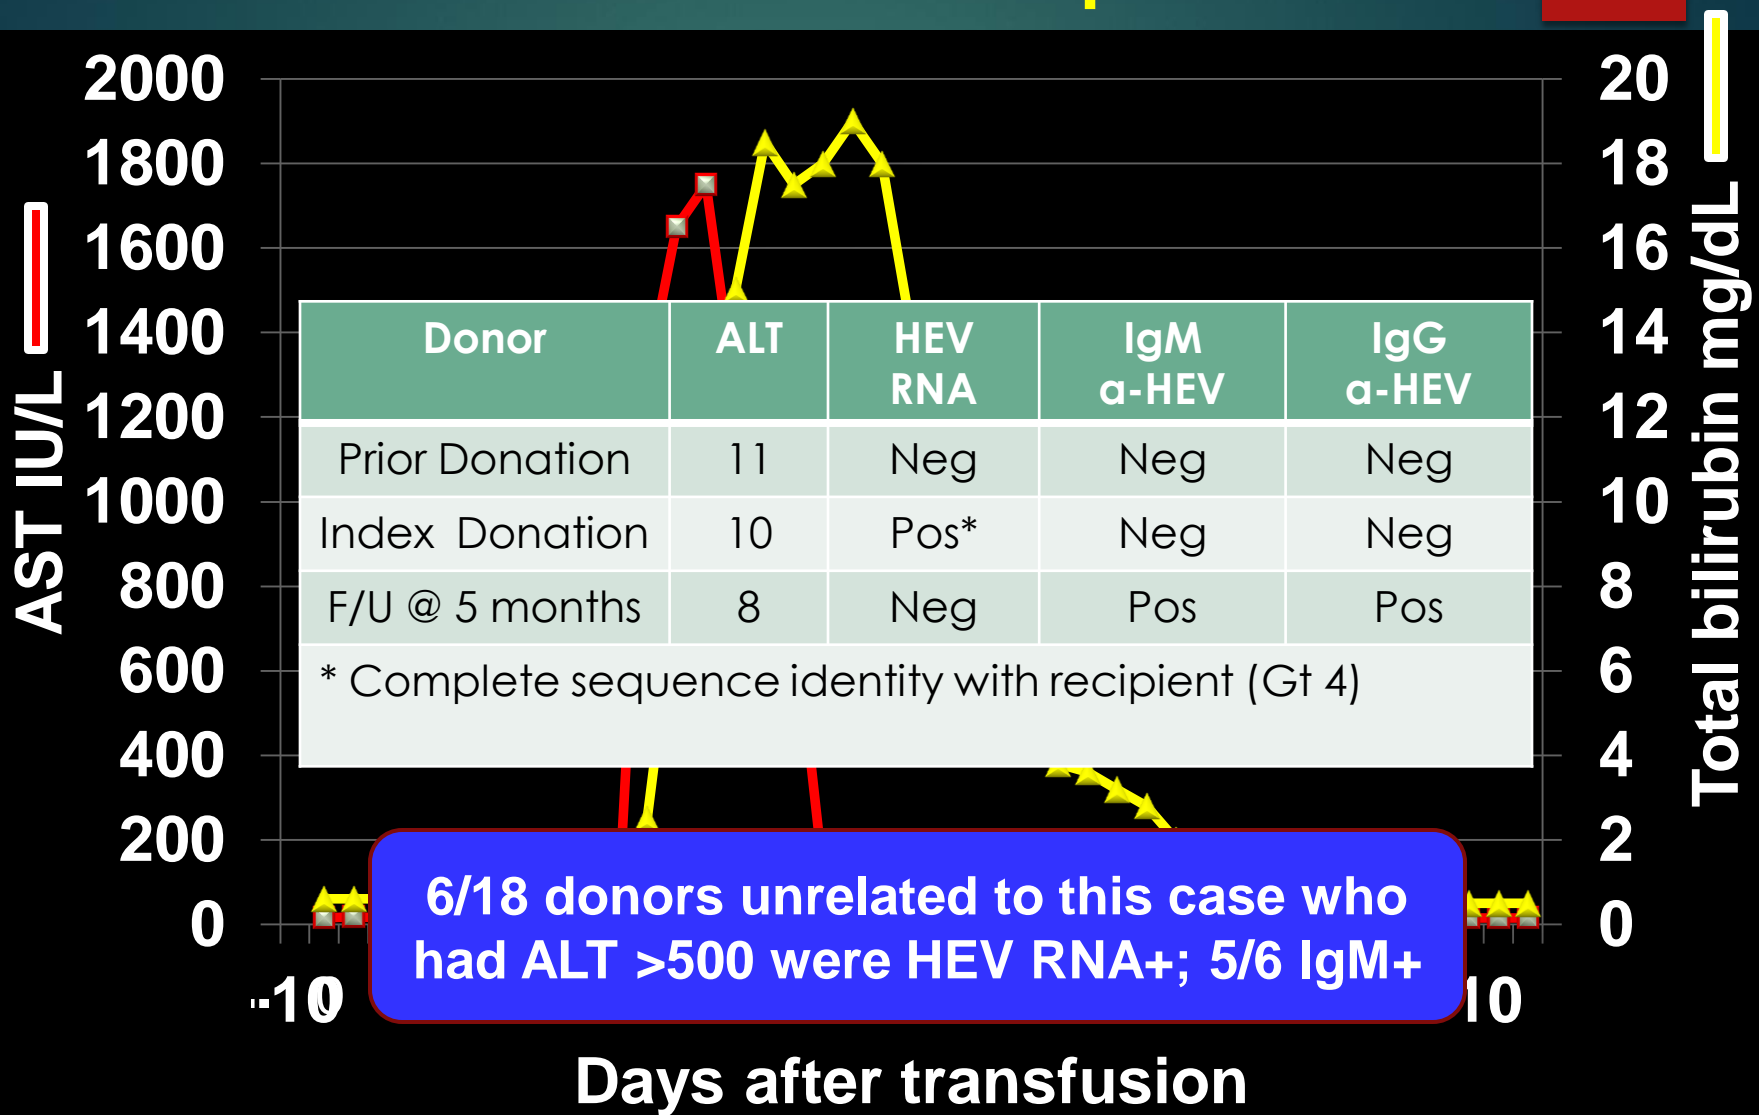 AST IU/L
2000
1800
1600
1400
1200
1000
800
600
400
200
0
20
18
16
14
12
10
8
6
4
2
0
Total bilirubin mg/dL
Donor ALT HEV RNA IgM α-HEV IgG α-HEV
Prior Donation 11 Neg Neg Neg
Index Donation 10 Pos* Neg Neg
F/U @ 5 months 8 Neg Pos Pos
* Complete sequence identity with recipient (Gt 4)
6/18 donors unrelated to this case who
had ALT >500 were HEV RNA+; 5/6 IgM+
-10
0
10
Days after transfusion